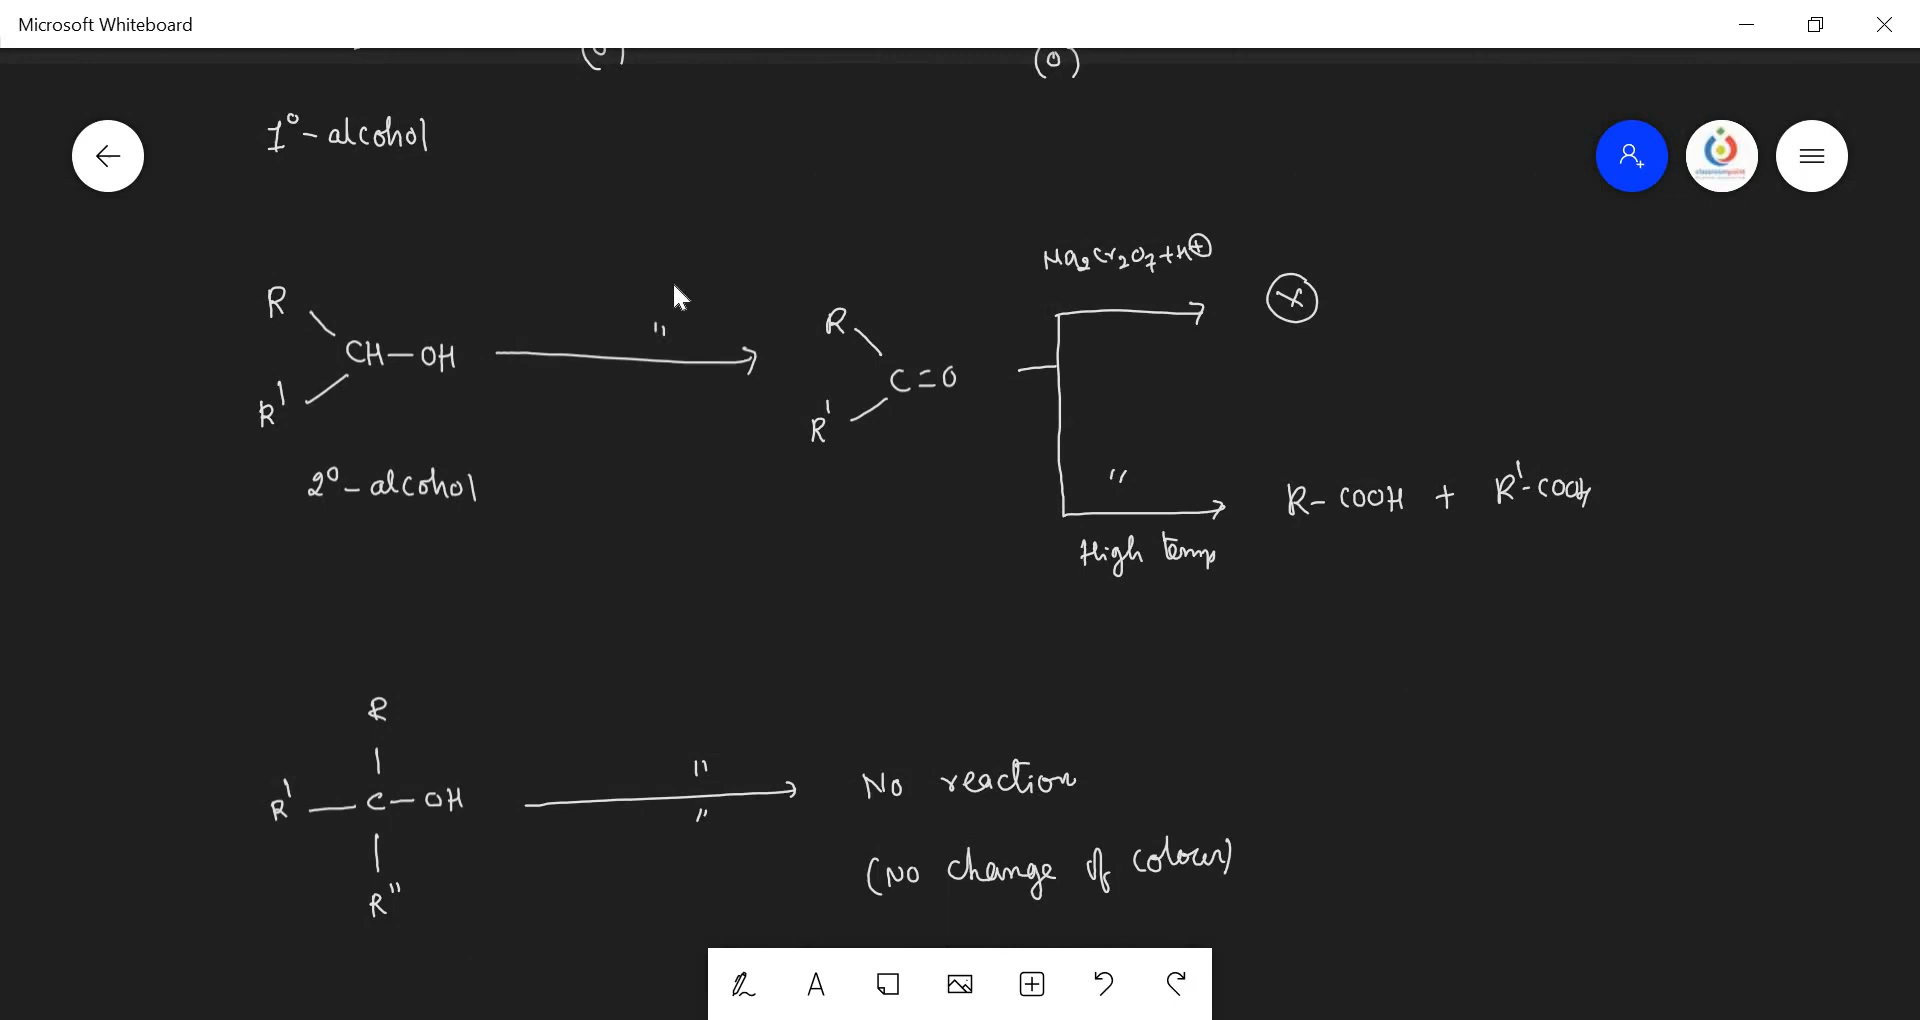 Microsoft Whiteboard
(0)
1° - alcohol
Na2Cr2O7 + H⊕
R
R'
CH — OH
"
R
R'
C = O
X
2° - alcohol
"
High temp
R - COOH + R' - COOH
R
R' — C — OH
R"
"
"
No reaction
(No change of colour)
A